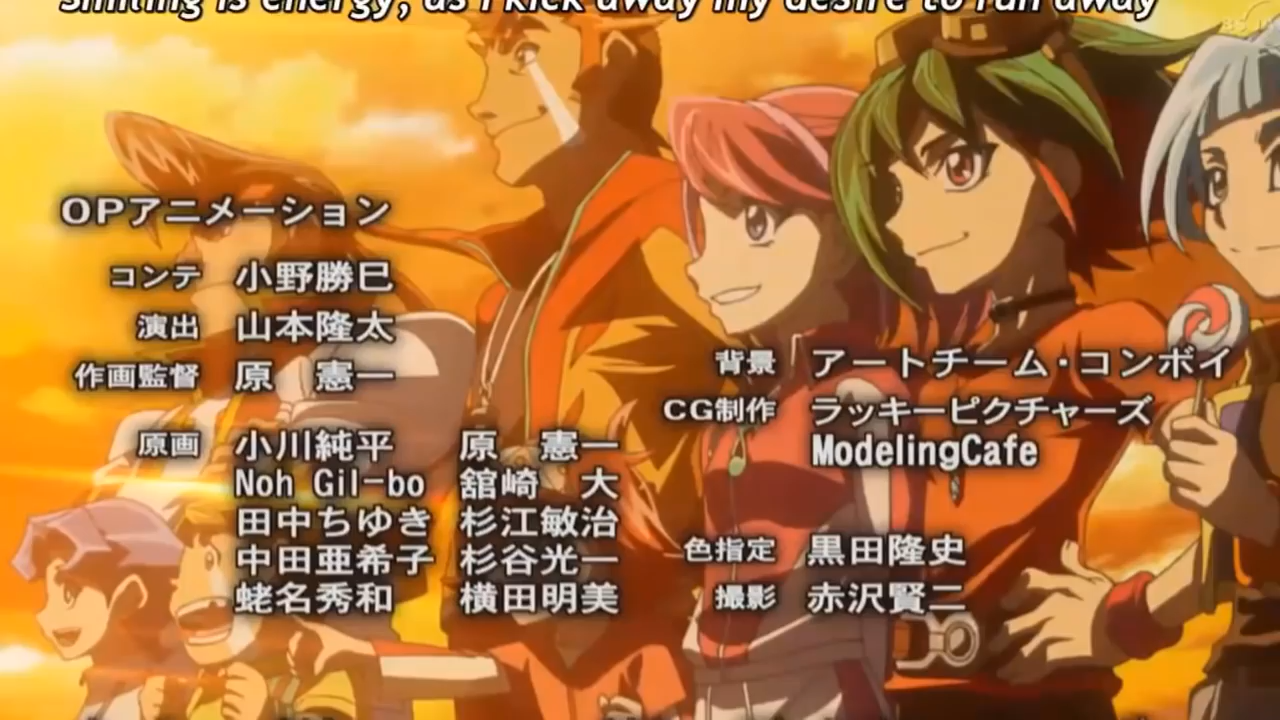 Smiling is energy, as I kick away my desire to run away
OPアニメーション
コンテ 小野勝巳
演出 山本隆太
作画監督 原 憲一
原画 小川純平 原 憲一
Noh Gil-bo 舘崎 大
田中ちゆき 杉江敏治
中田亜希子 杉谷光一
蛯名秀和 横田明美
背景 アートチーム・コンボイ
CG制作 ラッキーピクチャーズ
ModelingCafe
色指定 黒田隆史
撮影 赤沢賢二